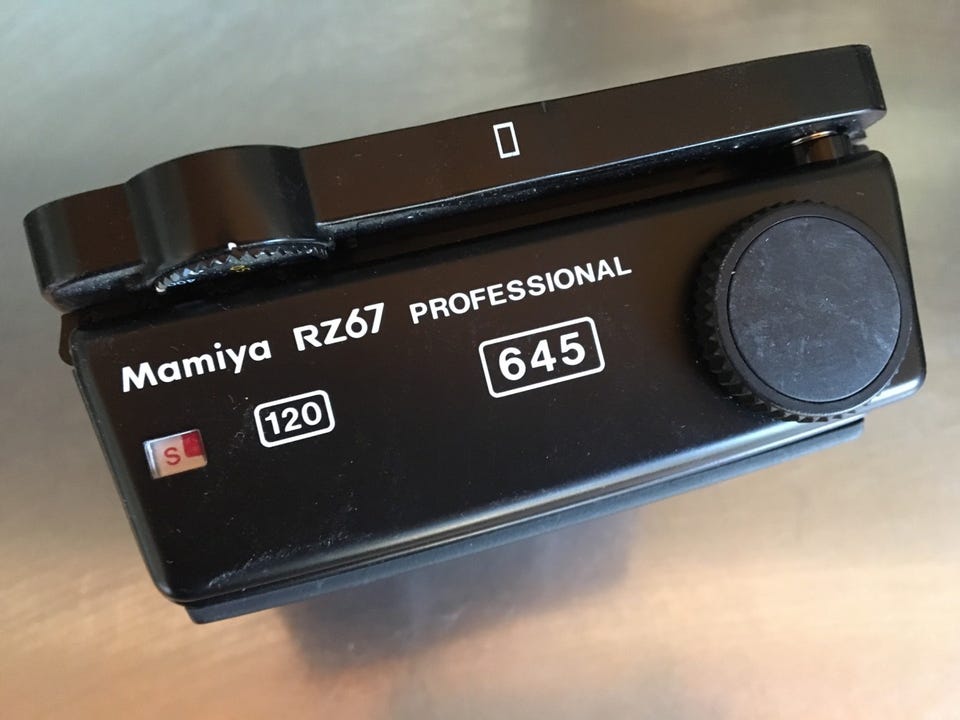 Mamiya RZ67 PROFESSIONAL
120 645
S